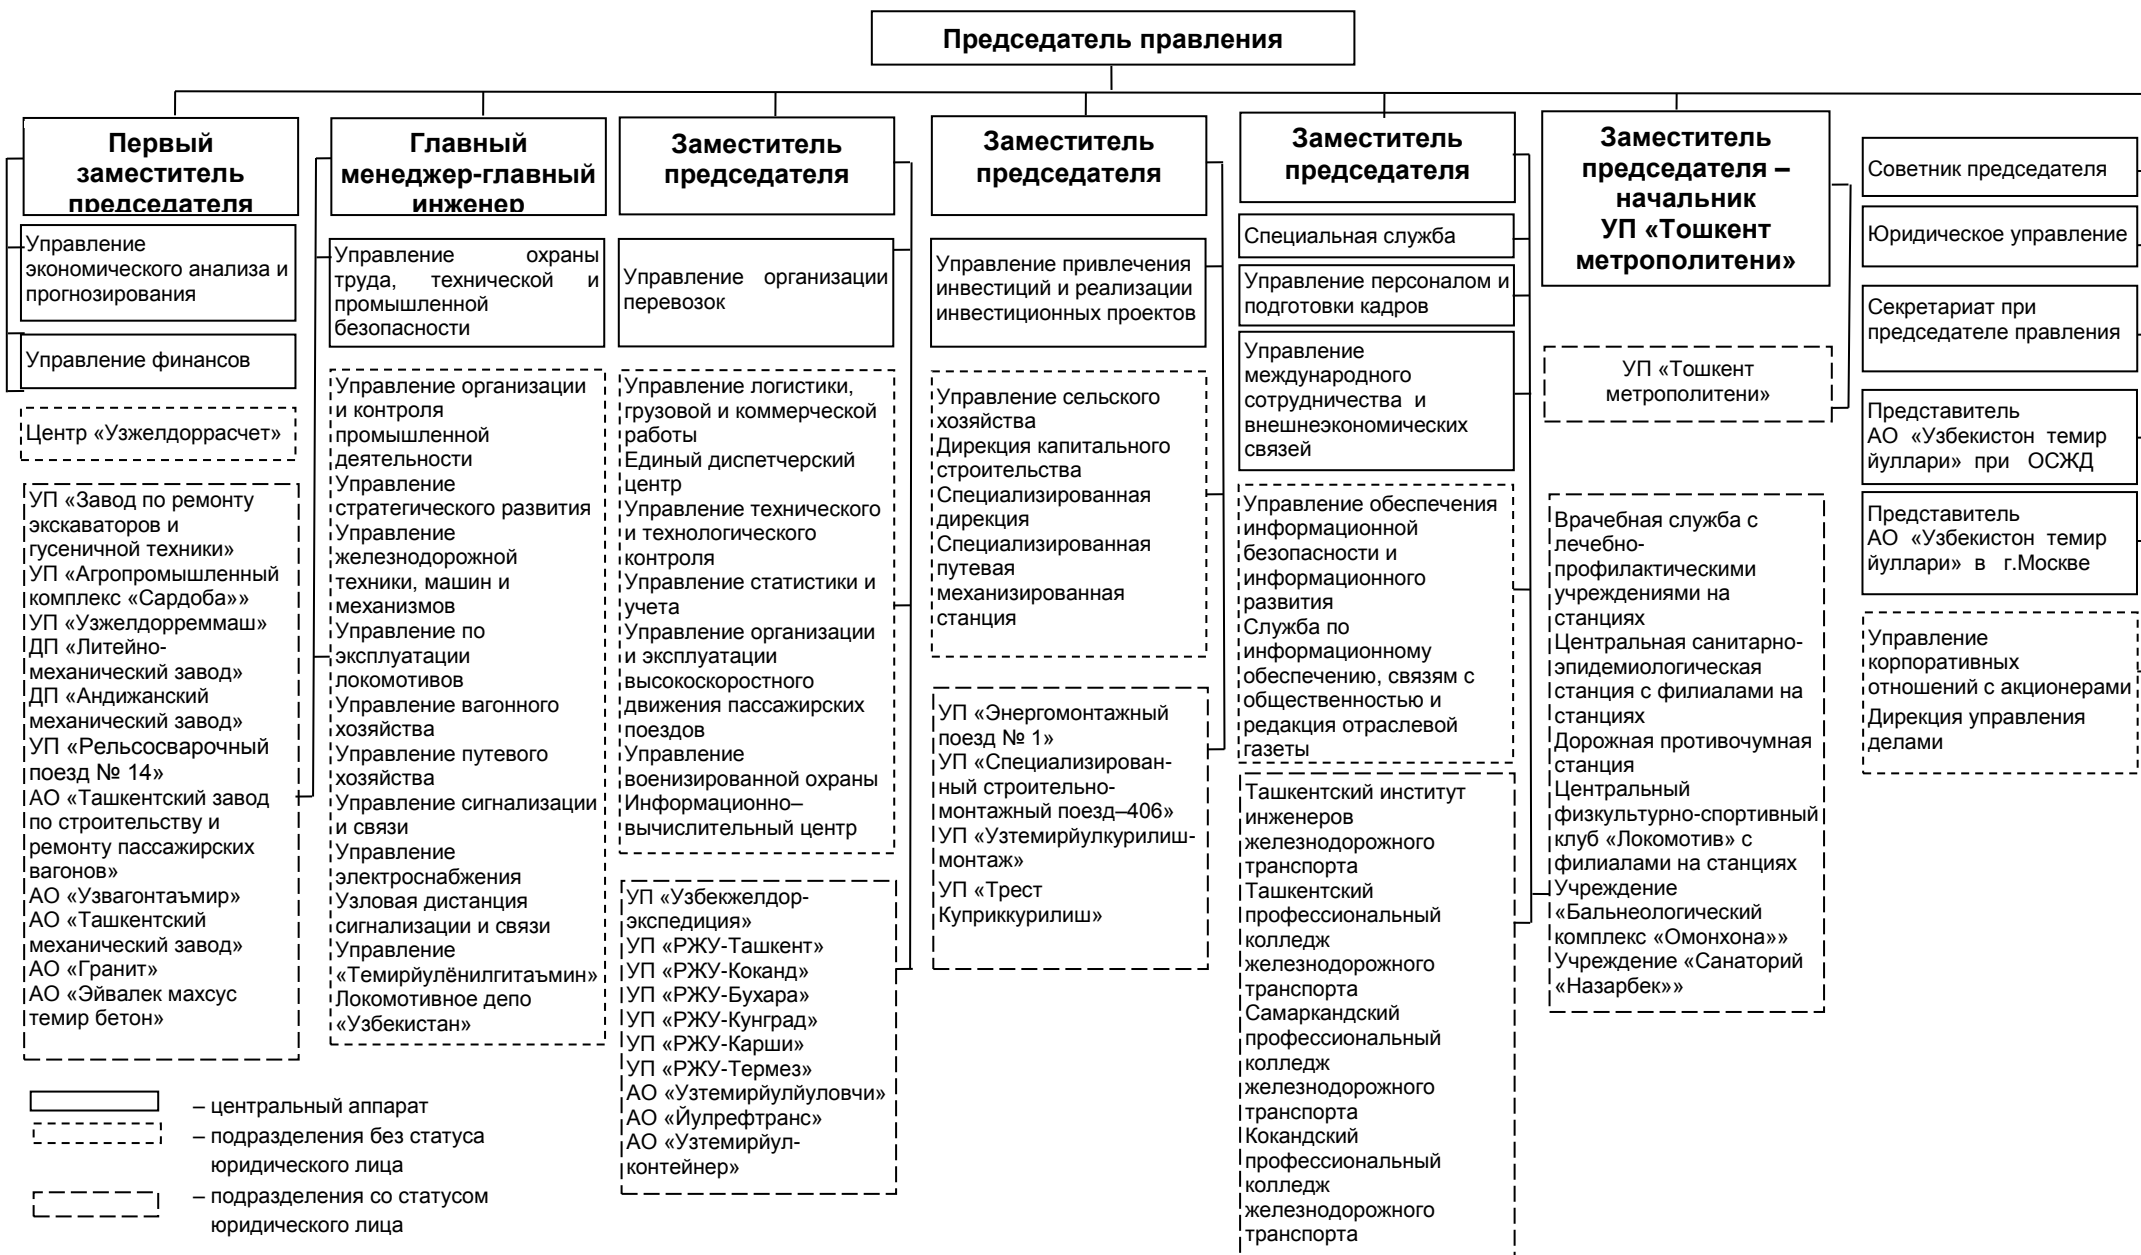 Председатель правления
Первый
заместитель
председателя
Управление
экономического анализа и
прогнозирования
Управление финансов
Центр «Узжелдоррасчет»
УП «Завод по ремонту
экскаваторов и
гусеничной техники»
УП «Агропромышленный
комплекс «Сардоба»»
УП «Узжелдорреммаш»
ДП «Литейно-
механический завод»
ДП «Андижанский
механический завод»
УП «Рельсосварочный
поезд № 14»
АО «Ташкентский завод
по строительству и
ремонту пассажирских
вагонов»
АО «Узвагонтаъмир»
АО «Ташкентский
механический завод»
АО «Гранит»
АО «Эйвалек махсус
темир бетон»
Главный
менеджер-главный
инженер
Управление охраны
труда, технической и
промышленной
безопасности
Управление организации
и контроля
промышленной
деятельности
Управление
стратегического развития
Управление
железнодорожной
техники, машин и
механизмов
Управление по
эксплуатации
локомотивов
Управление вагонного
хозяйства
Управление путевого
хозяйства
Управление сигнализации
и связи
Управление
электроснабжения
Узловая дистанция
сигнализации и связи
Управление
«Темирйулёнилгитаъмин»
Локомотивное депо
«Узбекистан»
Заместитель
председателя
Управление организации
перевозок
Управление логистики,
грузовой и коммерческой
работы
Единый диспетчерский
центр
Управление технического
и технологического
контроля
Управление статистики и
учета
Управление организации
и эксплуатации
высокоскоростного
движения пассажирских
поездов
Управление
военизированной охраны
Информационно–
вычислительный центр
УП «Узбекжелдор-
экспедиция»
УП «РЖУ-Ташкент»
УП «РЖУ-Коканд»
УП «РЖУ-Бухара»
УП «РЖУ-Кунград»
УП «РЖУ-Карши»
УП «РЖУ-Термез»
АО «Узтемирйулйуловчи»
АО «Йулрефтранс»
АО «Узтемирйул-
контейнер»
Заместитель
председателя
Управление привлечения
инвестиций и реализации
инвестиционных проектов
Управление сельского
хозяйства
Дирекция капитального
строительства
Специализированная
дирекция
Специализированная
путевая
механизированная
станция
УП «Энергомонтажный
поезд № 1»
УП «Специализирован-
ный строительно-
монтажный поезд–406»
УП «Узтемирйулкурилиш-
монтаж»
УП «Трест
Куприккурилиш»
Заместитель
председателя
Специальная служба
Управление персоналом и
подготовки кадров
Управление
международного
сотрудничества и
внешнеэкономических
связей
Управление обеспечения
информационной
безопасности и
информационного
развития
Служба по
информационному
обеспечению, связям с
общественностью и
редакция отраслевой
газеты
Ташкентский институт
инженеров
железнодорожного
транспорта
Ташкентский
профессиональный
колледж
железнодорожного
транспорта
Самаркандский
профессиональный
колледж
железнодорожного
транспорта
Кокандский
профессиональный
колледж
железнодорожного
транспорта
Заместитель
председателя –
начальник
УП «Тошкент
метрополитени»
УП «Тошкент
метрополитени»
Врачебная служба с
лечебно-
профилактическими
учреждениями на
станциях
Центральная санитарно-
эпидемиологическая
станция с филиалами на
станциях
Дорожная противочумная
станция
Центральный
физкультурно-спортивный
клуб «Локомотив» с
филиалами на станциях
Учреждение
«Бальнеологический
комплекс «Омонхона»»
Учреждение «Санаторий
«Назарбек»»
Советник председателя
Юридическое управление
Секретариат при
председателе правления
Представитель
АО «Узбекистон темир
йуллари» при ОСЖД
Представитель
АО «Узбекистон темир
йуллари» в г.Москве
Управление
корпоративных
отношений с акционерами
Дирекция управления
делами
– центральный аппарат
– подразделения без статуса
юридического лица
– подразделения со статусом
юридического лица